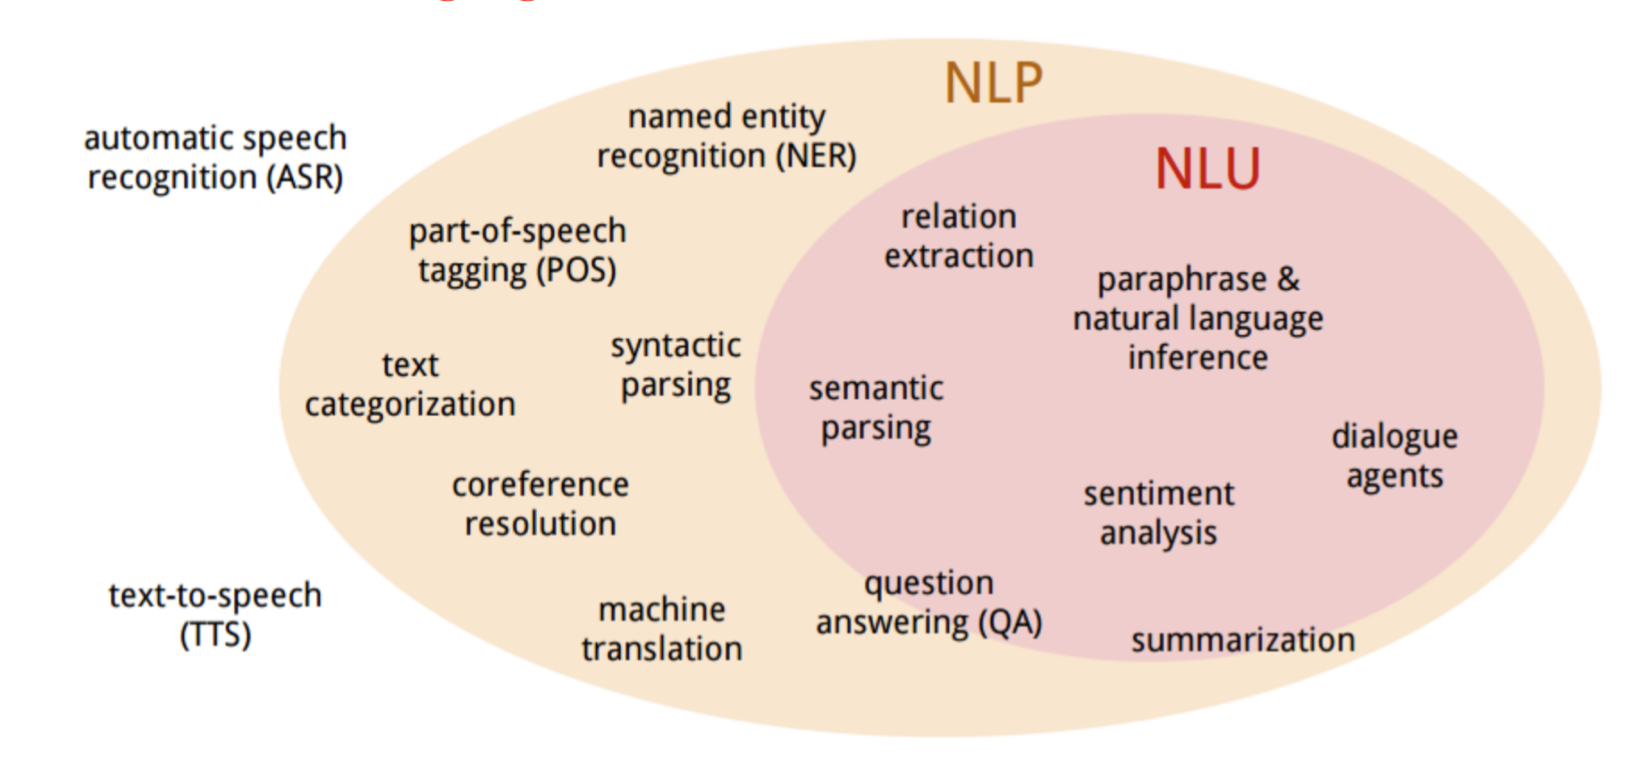 NLP
named entity
recognition (NER)
automatic speech
recognition (ASR)
NLU
relation
extraction
part-of-speech
tagging (POS)
paraphrase &
natural language
inference
syntactic
parsing
text
categorization
semantic
parsing
dialogue
agents
coreference
resolution
sentiment
analysis
question
answering (QA)
text-to-speech
(TTS)
machine
translation
summarization